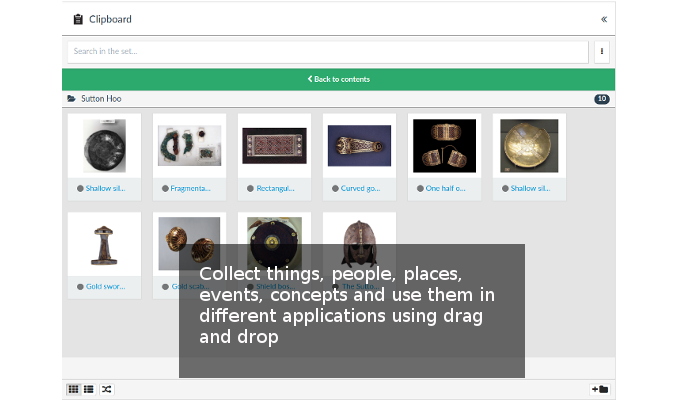 Clipboard
Search in the set...
Back to contents
Sutton Hoo
10
Shallow sil...
Fragmenta...
Rectangul...
Curved go...
One half o...
Shallow sil...
Gold swor...
Gold scab...
Shield bos...
The Sutto...
Collect things, people, places,
events, concepts and use them in
different applications using drag
and drop